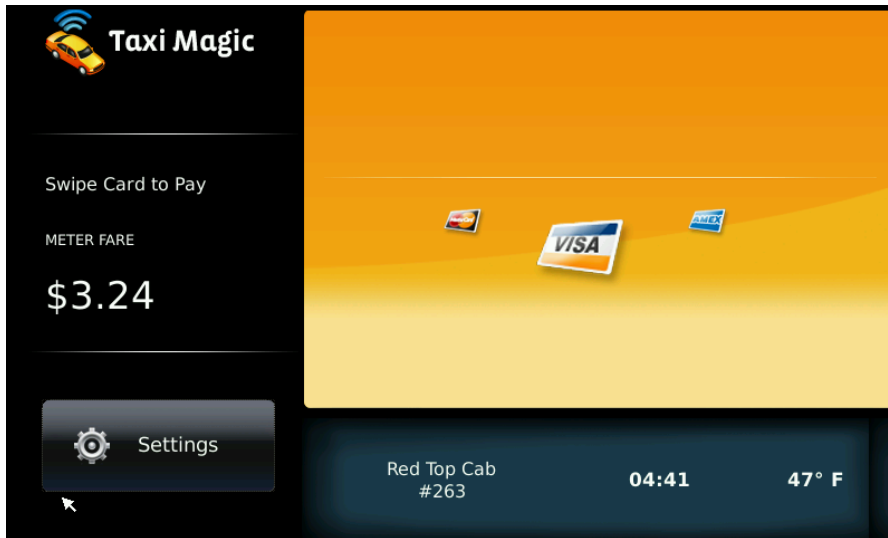 Taxi Magic
Swipe Card to Pay
METER FARE
$3.24
Settings
VISA
AMEX
Red Top Cab
#263
04:41
47° F